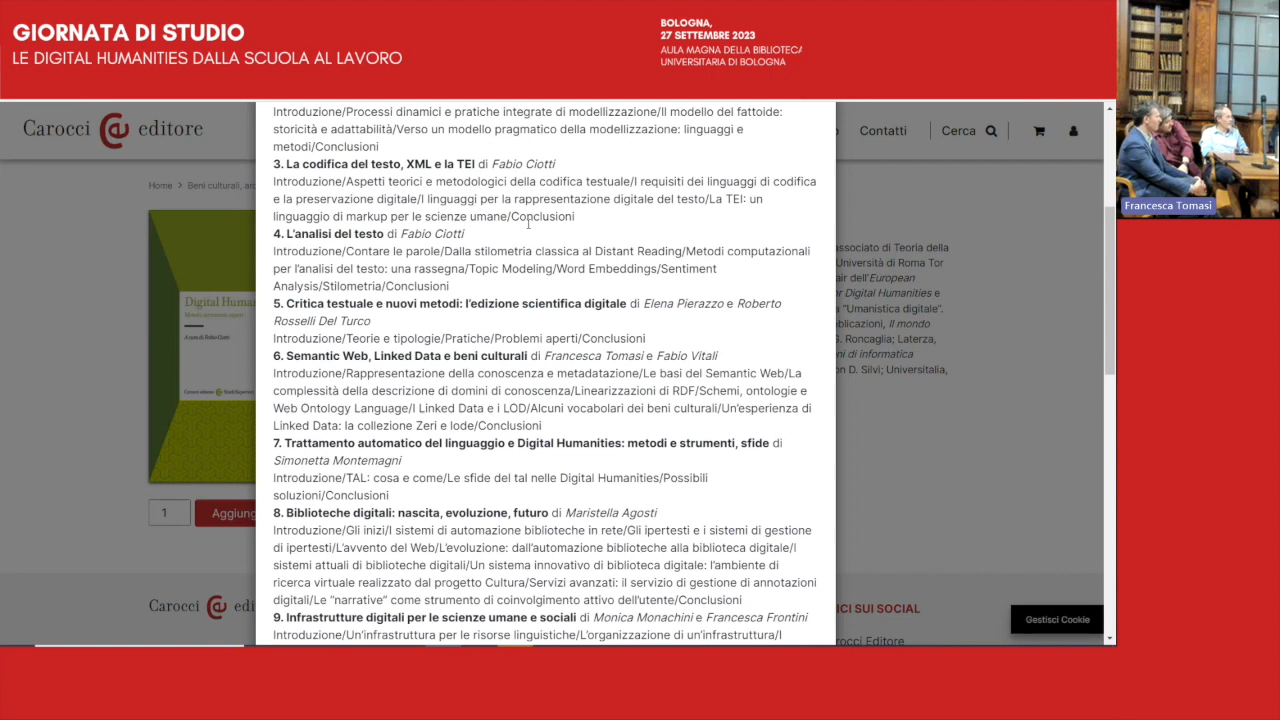 GIORNATA DI STUDIO
LE DIGITAL HUMANITIES DALLA SCUOLA AL LAVORO
BOLOGNA,
27 SETTEMBRE 2023
AULA MAGNA DELLA BIBLIOTECA
UNIVERSITARIA DI BOLOGNA
Francesca Tomasi
Carocci editore
Contatti
Cerca
Home > Beni culturali, arc
Introduzione/Processi dinamici e pratiche integrate di modellizzazione/Il modello del fattoide:
storicità e adattabilità/Verso un modello pragmatico della modellizzazione: linguaggi e
metodi/Conclusioni
3. La codifica del testo, XML e la TEI di Fabio Ciotti
Introduzione/Aspetti teorici e metodologici della codifica testuale/I requisiti dei linguaggi di codifica
e la preservazione digitale/I linguaggi per la rappresentazione digitale del testo/La TEI: un
linguaggio di markup per le scienze umane/Conclusioni
4. L'analisi del testo di Fabio Ciotti
Introduzione/Contare le parole/Dalla stilometria classica al Distant Reading/Metodi computazionali
per l'analisi del testo: una rassegna/Topic Modeling/Word Embeddings/Sentiment
Analysis/Stilometria/Conclusioni
5. Critica testuale e nuovi metodi: l'edizione scientifica digitale di Elena Pierazzo e Roberto
Rosselli Del Turco
Introduzione/Teorie e tipologie/Pratiche/Problemi aperti/Conclusioni
6. Semantic Web, Linked Data e beni culturali di Francesca Tomasi e Fabio Vitali
Introduzione/Rappresentazione della conoscenza e metadatazione/Le basi del Semantic Web/La
complessità della descrizione di domini di conoscenza/Linearizzazioni di RDF/Schemi, ontologie e
Web Ontology Language/I Linked Data e i LOD/Alcuni vocabolari dei beni culturali/Un'esperienza di
Linked Data: la collezione Zeri e Iode/Conclusioni
7. Trattamento automatico del linguaggio e Digital Humanities: metodi e strumenti, sfide di
Simonetta Montemagni
Introduzione/TAL: cosa e come/Le sfide del tal nelle Digital Humanities/Possibili
soluzioni/Conclusioni
8. Biblioteche digitali: nascita, evoluzione, futuro di Maristella Agosti
Introduzione/Gli inizi/I sistemi di automazione biblioteche in rete/Gli ipertesti e i sistemi di gestione
di ipertesti/L'avvento del Web/L'evoluzione: dall'automazione biblioteche alla biblioteca digitale/I
sistemi attuali di biblioteche digitali/Un sistema innovativo di biblioteca digitale: l'ambiente di
ricerca virtuale realizzato dal progetto Cultura/Servizi avanzati: il servizio di gestione di annotazioni
digitali/Le "narrative" come strumento di coinvolgimento attivo dell'utente/Conclusioni
9. Infrastrutture digitali per le scienze umane e sociali di Monica Monachini e Francesca Frontini
Introduzione/Un'infrastruttura per le risorse linguistiche/L'organizzazione di un'infrastruttura/I
Digital Human
A cura di Fabio Ciotti
1
Aggiung
ssociato di Teoria della
Università di Roma Tor
air dell'European
or Digital Humanities e
a "Umanistica digitale".
bblicazioni, Il mondo
G. Roncaglia; Laterza,
ni di informatica
on D. Silvi; Universitalia,
Carocci edi
ICI SUI SOCIAL
arocci Editore
Gestisci Cookie